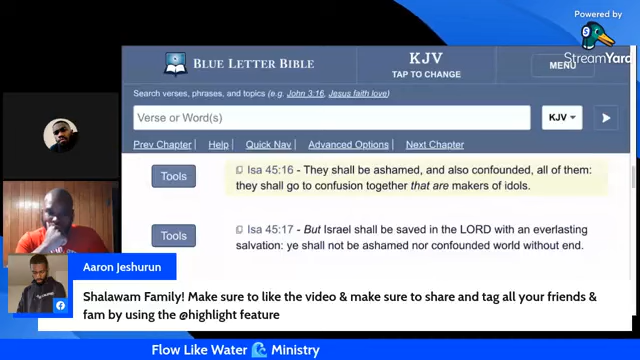 Powered by
StreamYard
BLUE LETTER BIBLE
KJV
TAP TO CHANGE
MENU
Search verses, phrases, and topics (e.g. John 3:16, Jesus faith love)
Verse or Word(s)
KJV
Prev Chapter
Help
Quick Nav
Advanced Options
Next Chapter
Tools
Isa 45:16 - They shall be ashamed, and also confounded, all of them:
they shall go to confusion together that are makers of idols.
Tools
Isa 45:17 - But Israel shall be saved in the LORD with an everlasting
salvation: ye shall not be ashamed nor confounded world without end.
Aaron Jeshurun
Shalawam Family! Make sure to like the video & make sure to share and tag all your friends &
fam by using the @highlight feature
Flow Like Water 🌊 Ministry